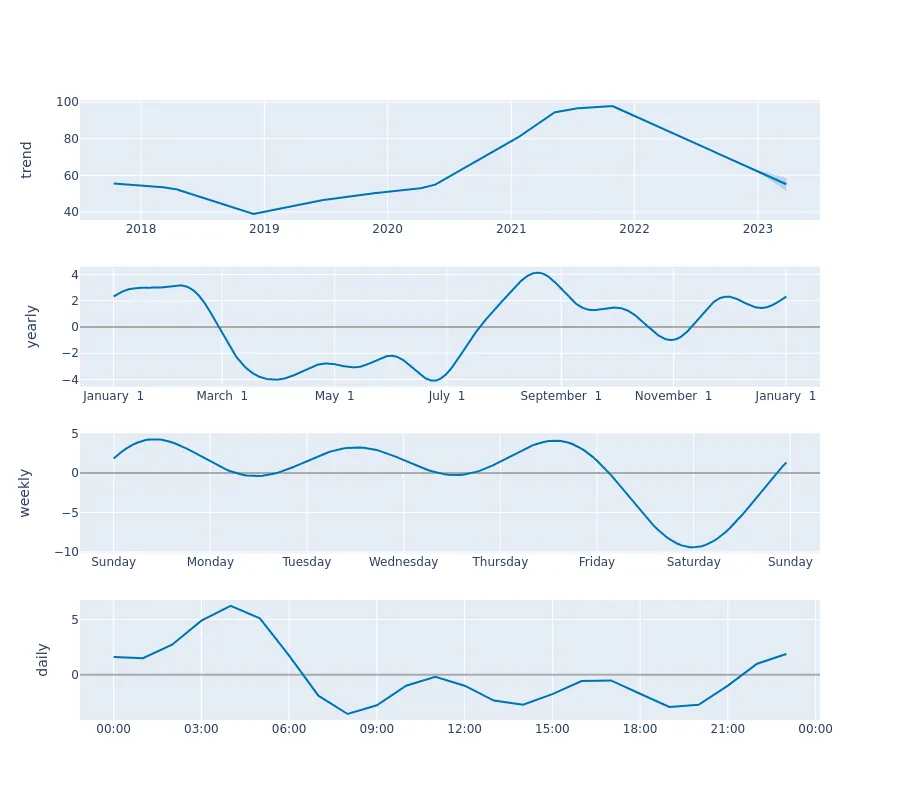 trend
100
80
60
40
2018 2019 2020 2021 2022 2023
yearly
4
2
0
−2
−4
January 1 March 1 May 1 July 1 September 1 November 1 January 1
weekly
5
0
−5
−10
Sunday Monday Tuesday Wednesday Thursday Friday Saturday Sunday
daily
5
0
00:00 03:00 06:00 09:00 12:00 15:00 18:00 21:00 00:00